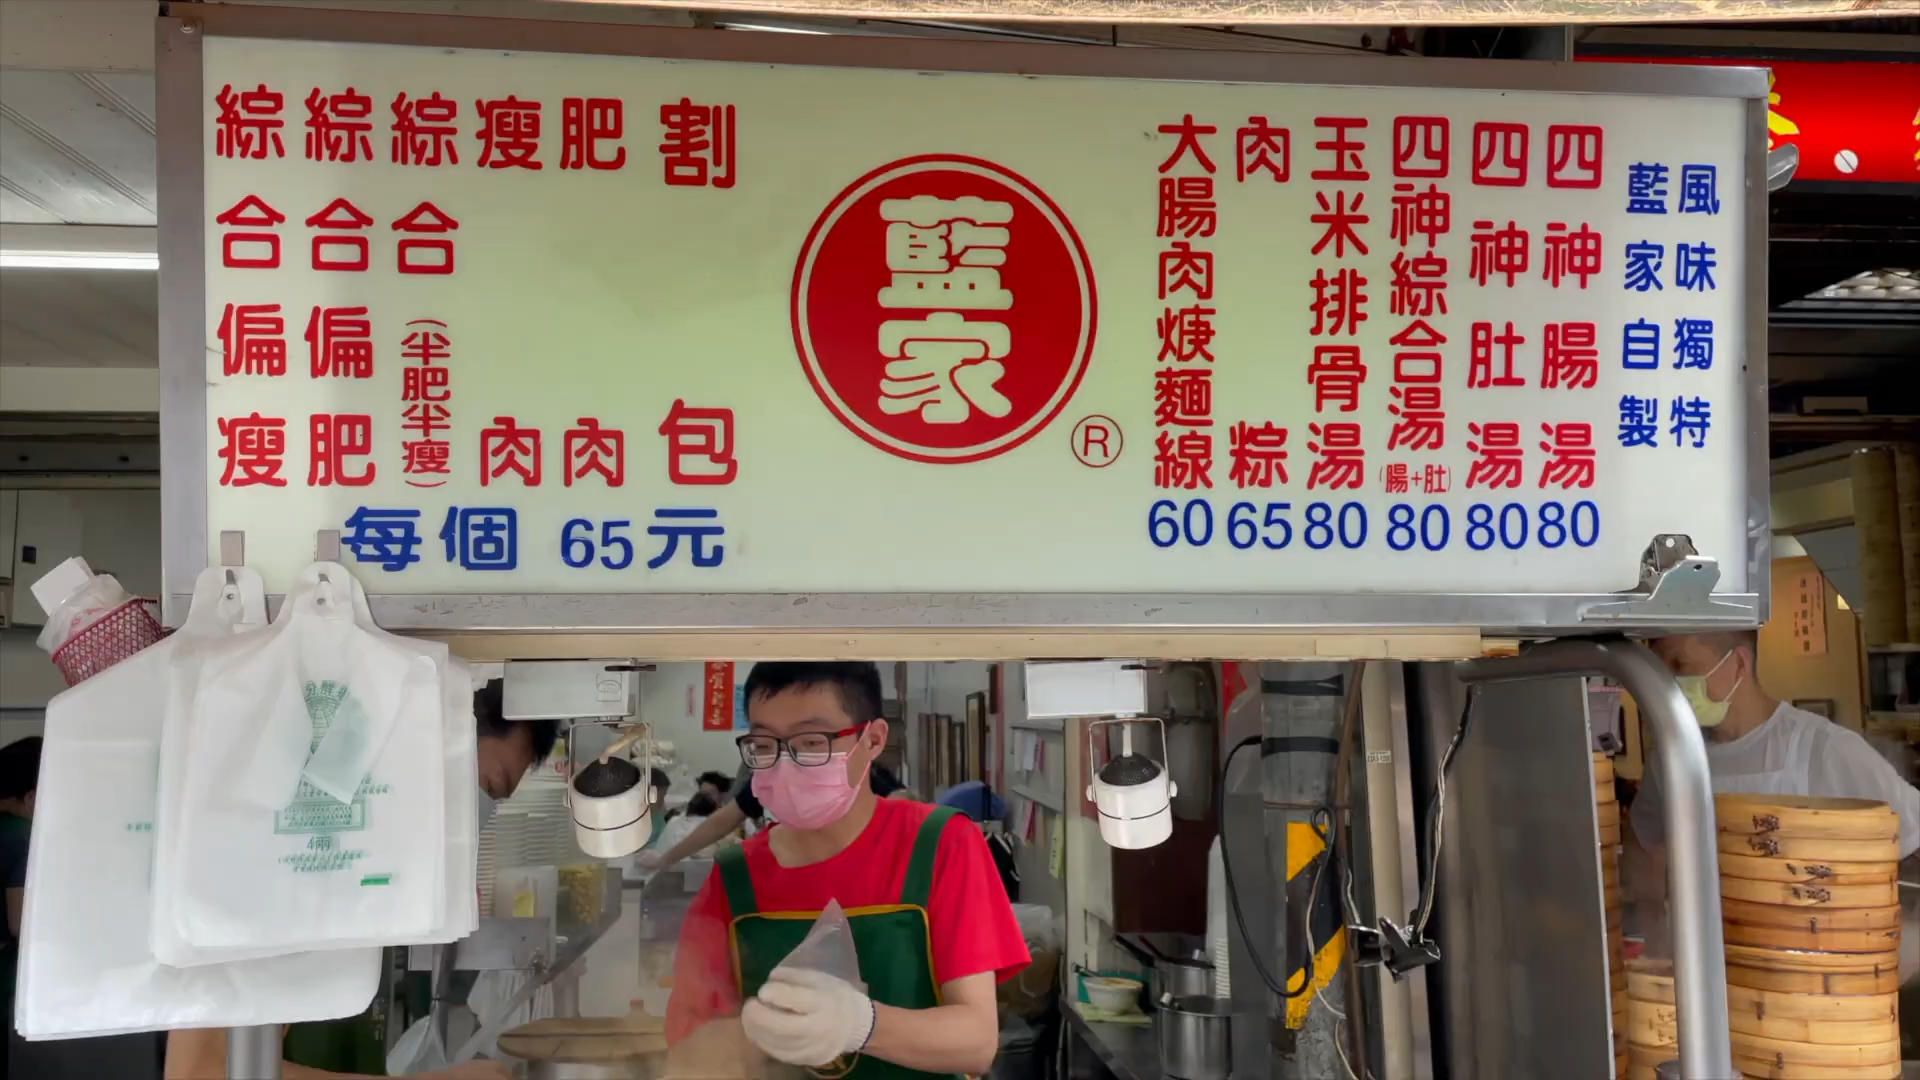 風味獨特
藍家自製
四神腸湯 80
四神肚湯 80
四神綜合湯(腸+肚) 80
玉米排骨湯 80
肉粽 65
大腸肉焿麵線 60
藍家
®
割包
肥肉
瘦肉
綜合(半肥半瘦)
綜合偏肥
綜合偏瘦
每個 65元
4兩